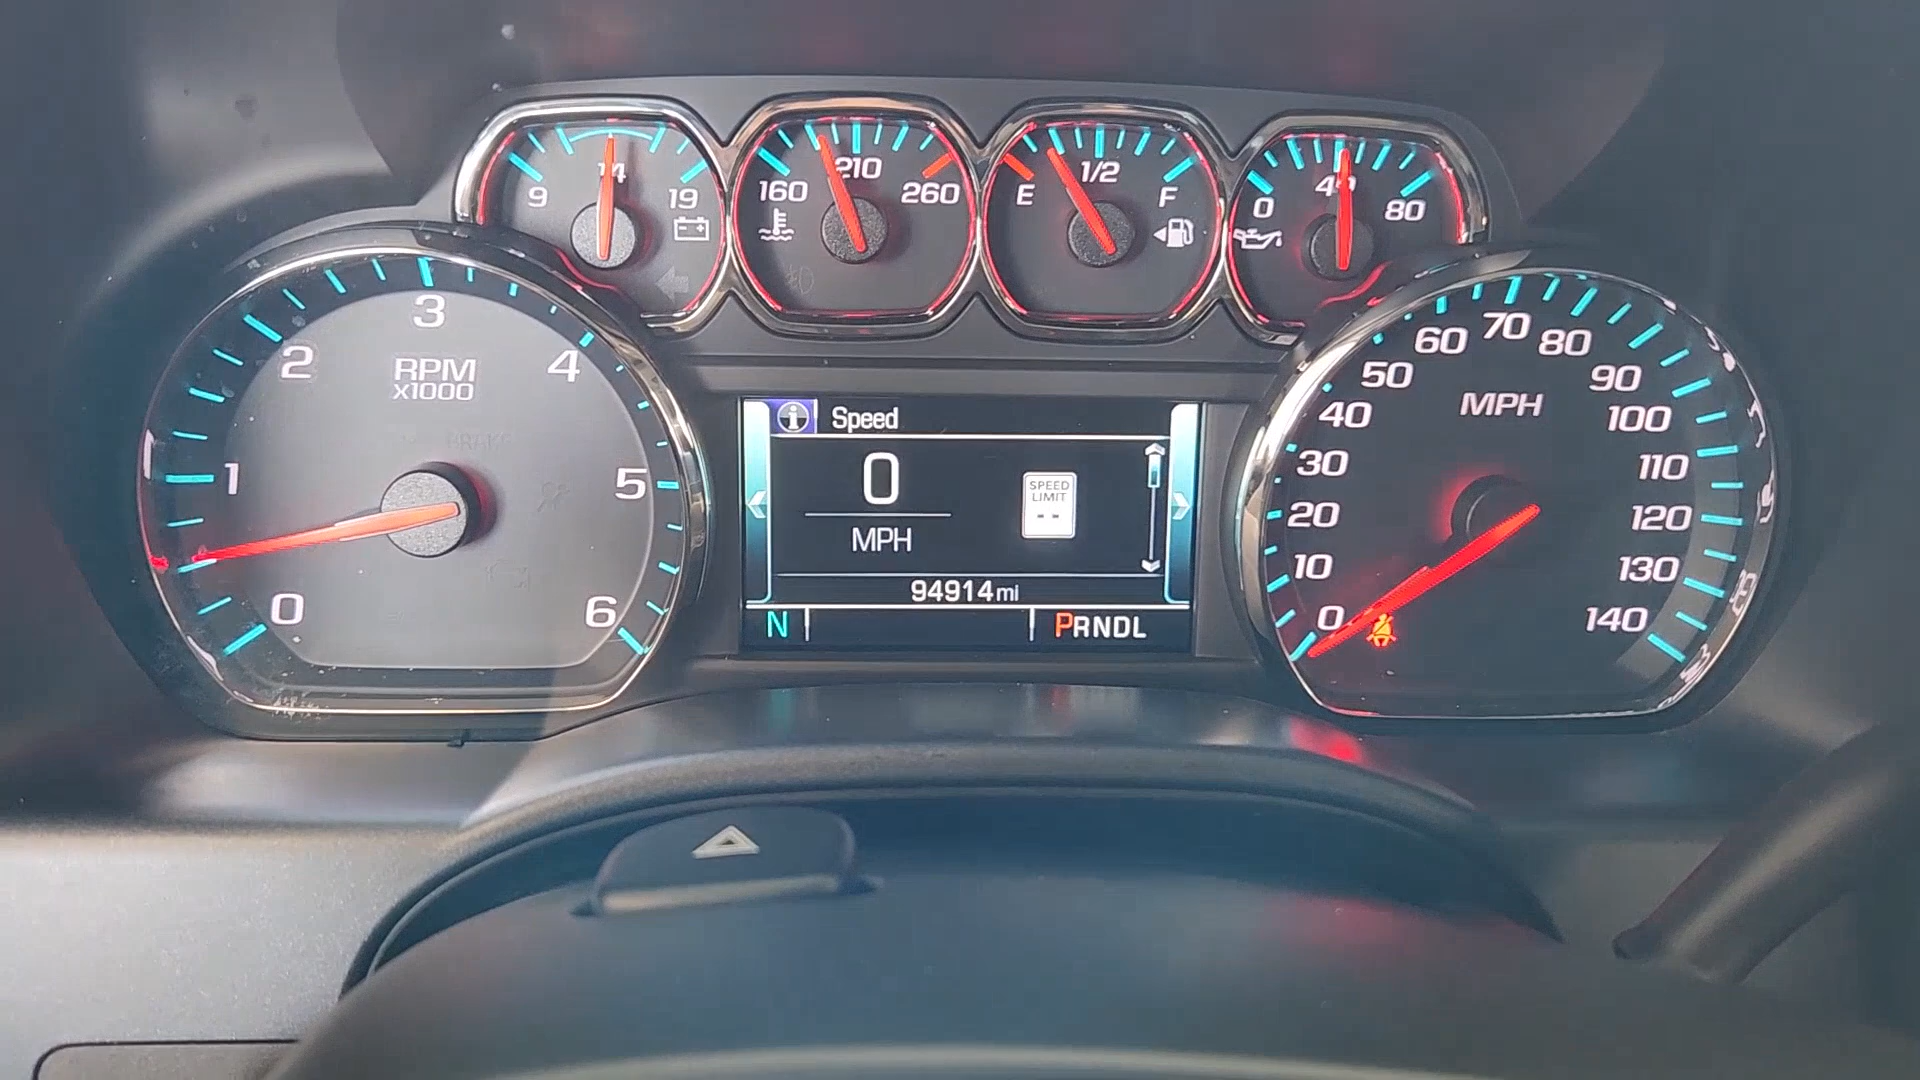 9 14 19
160 210 260
E 1/2 F
0 40 80
0 1 2 3 4 5 6
RPM
x1000
BRAKE
i Speed
0
MPH
SPEED
LIMIT
--
94914mi
N
PRNDL
0 10 20 30 40 50 60 70 80 90 100 110 120 130 140
MPH